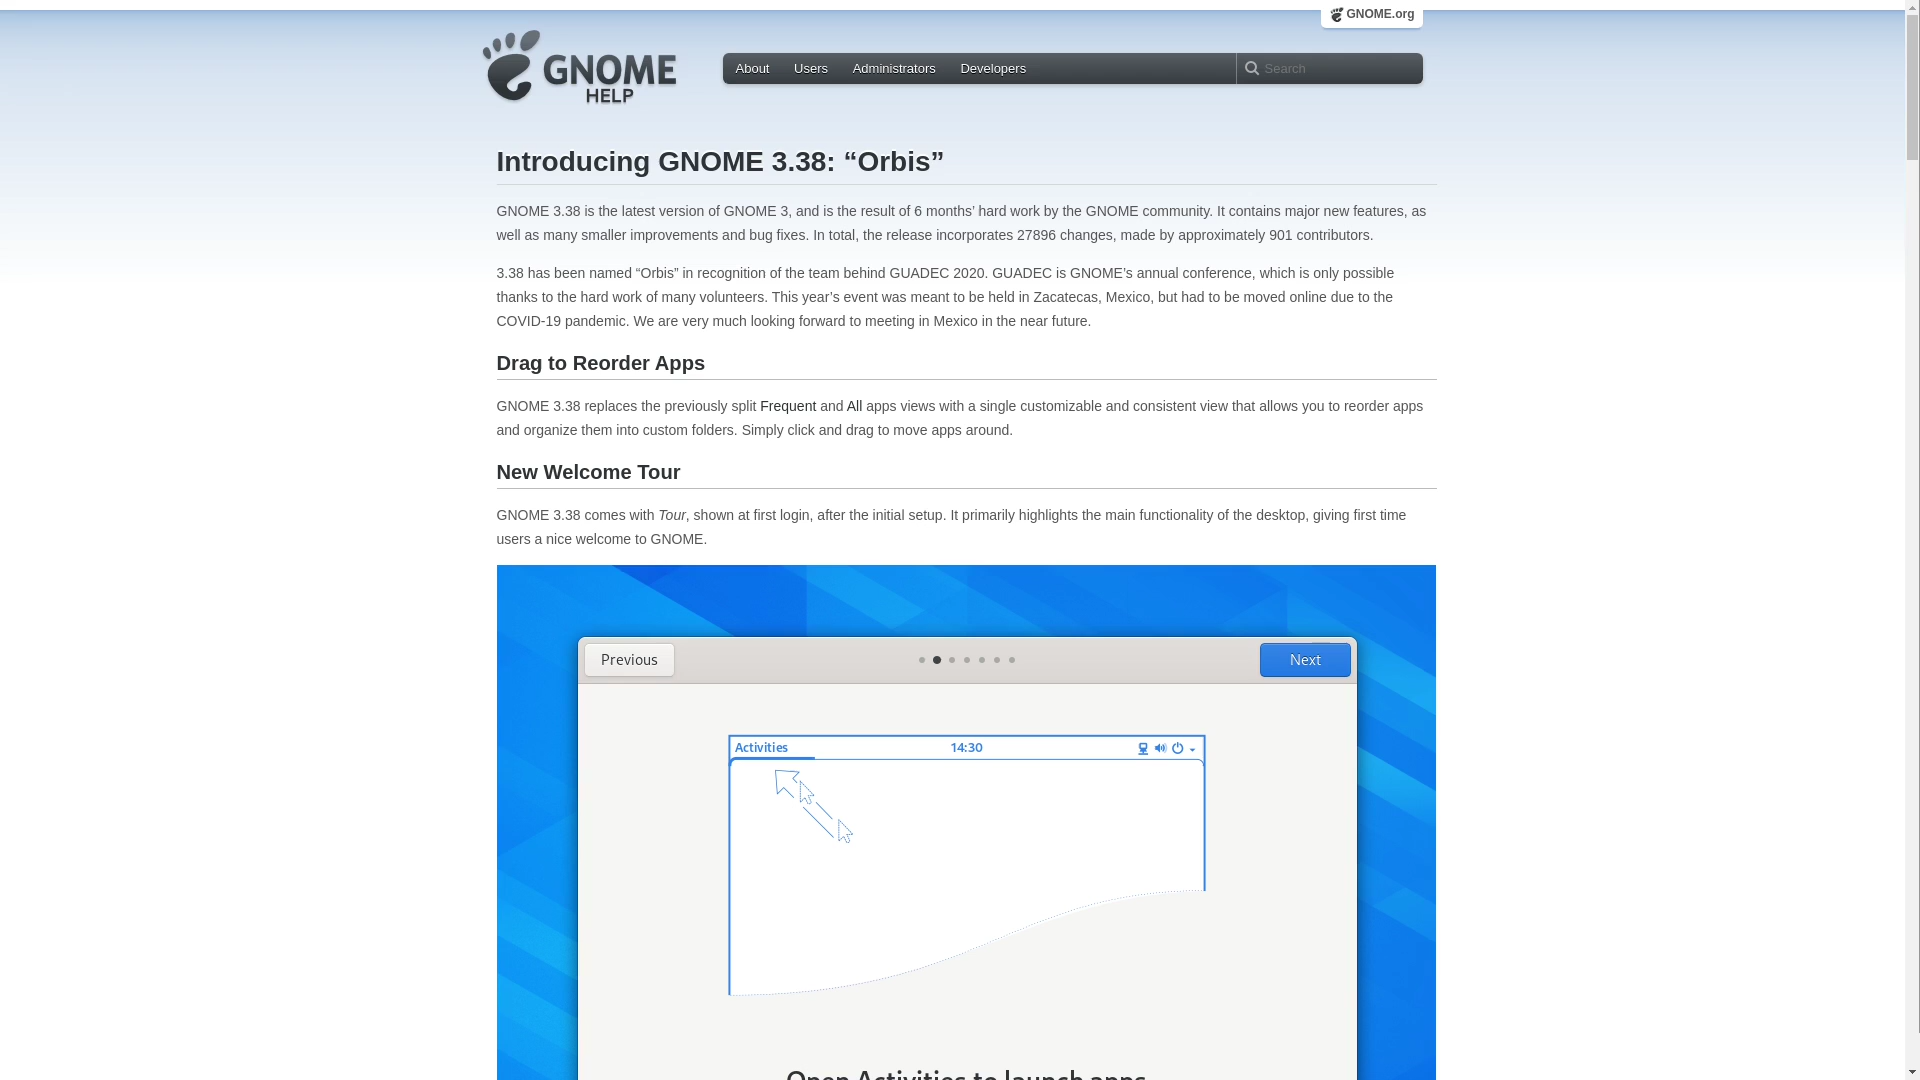 GNOME.org
GNOME
HELP
About Users Administrators Developers Search
Introducing GNOME 3.38: “Orbis”
GNOME 3.38 is the latest version of GNOME 3, and is the result of 6 months’ hard work by the GNOME community. It contains major new features, as
well as many smaller improvements and bug fixes. In total, the release incorporates 27896 changes, made by approximately 901 contributors.
3.38 has been named “Orbis” in recognition of the team behind GUADEC 2020. GUADEC is GNOME’s annual conference, which is only possible
thanks to the hard work of many volunteers. This year’s event was meant to be held in Zacatecas, Mexico, but had to be moved online due to the
COVID-19 pandemic. We are very much looking forward to meeting in Mexico in the near future.
Drag to Reorder Apps
GNOME 3.38 replaces the previously split Frequent and All apps views with a single customizable and consistent view that allows you to reorder apps
and organize them into custom folders. Simply click and drag to move apps around.
New Welcome Tour
GNOME 3.38 comes with Tour, shown at first login, after the initial setup. It primarily highlights the main functionality of the desktop, giving first time
users a nice welcome to GNOME.
Previous Next
Activities 14:30
Open Activities to launch apps